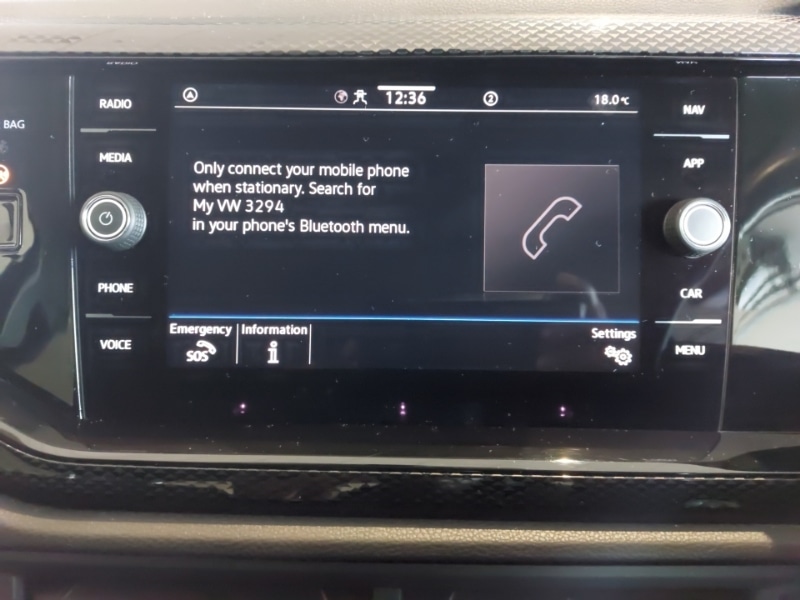 12:36
2
18.0°C
RADIO
MEDIA
PHONE
VOICE
BAG
Only connect your mobile phone
when stationary. Search for
My VW 3294
in your phone's Bluetooth menu.
NAV
APP
CAR
MENU
Emergency
SOS
Information
i
Settings